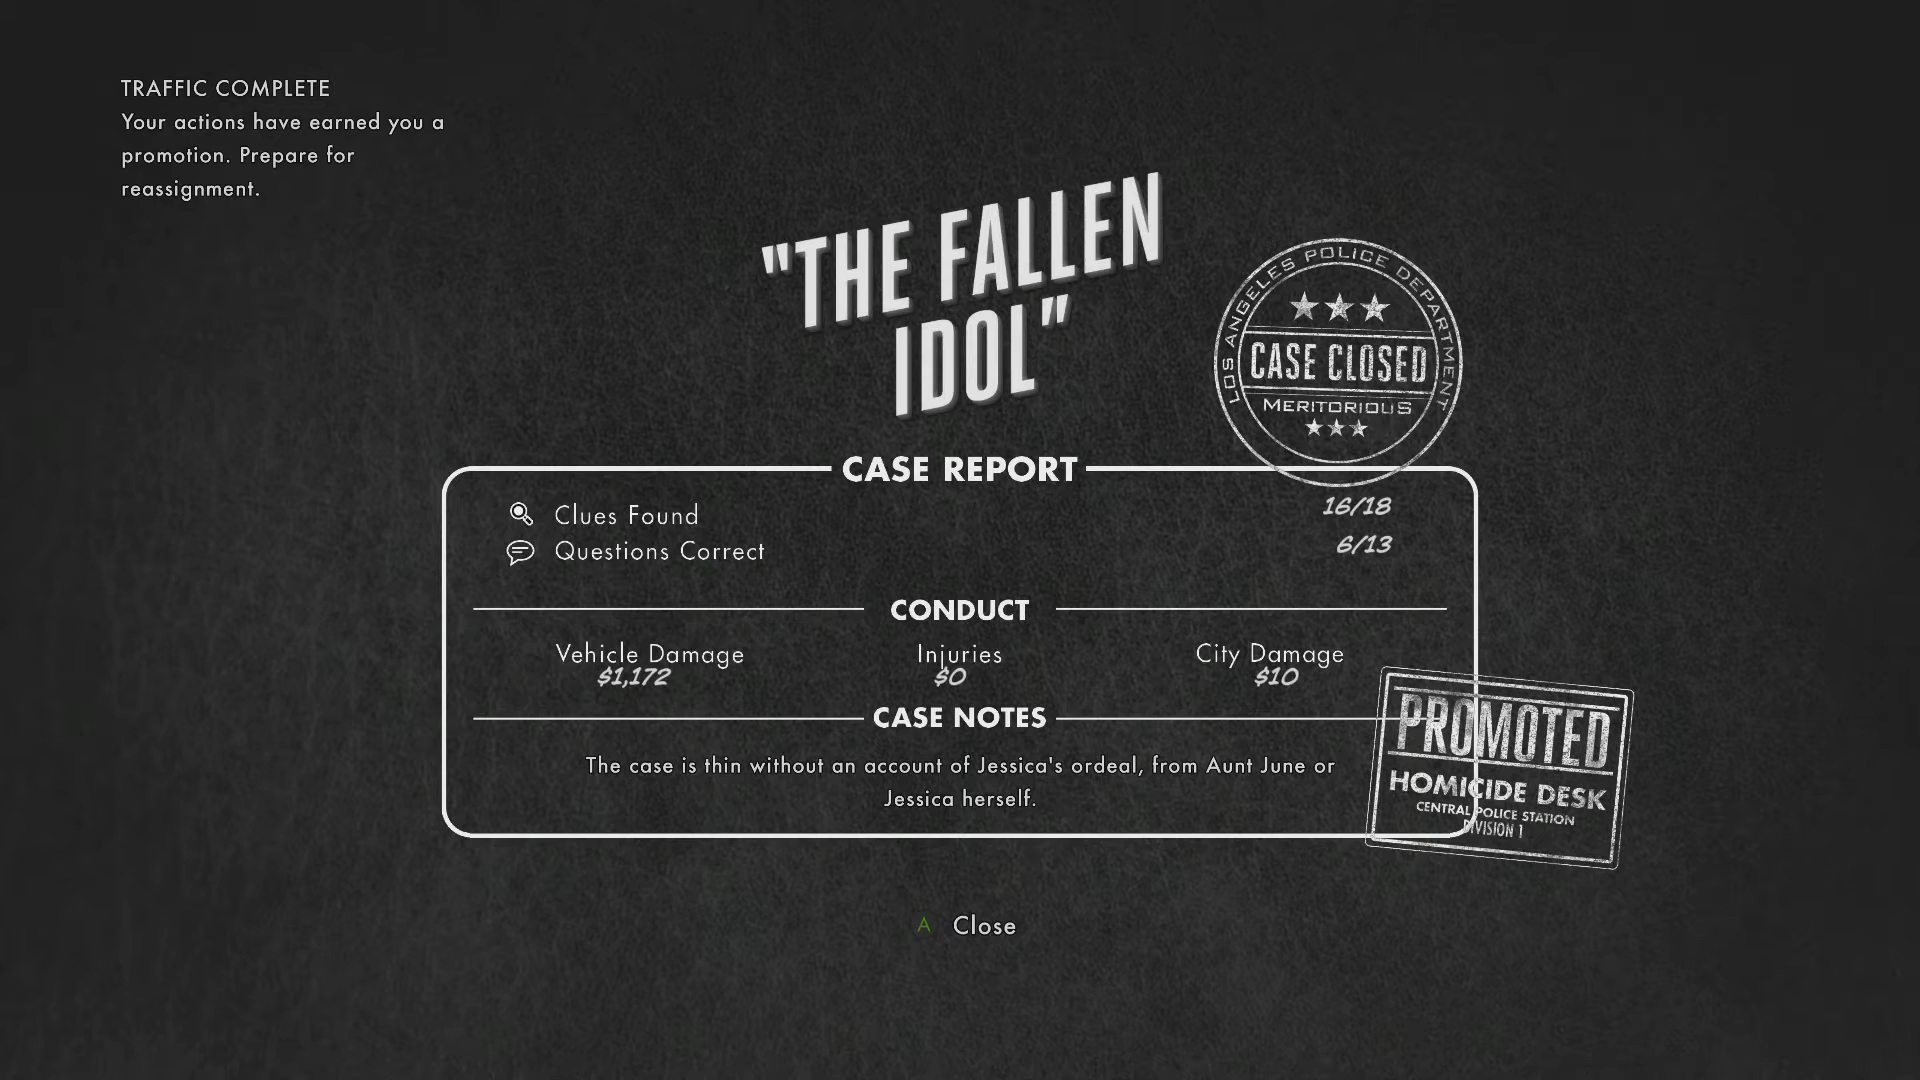 TRAFFIC COMPLETE
Your actions have earned you a
promotion. Prepare for
reassignment.
"THE FALLEN
IDOL"
LOS ANGELES POLICE DEPARTMENT
CASE CLOSED
MERITORIOUS
CASE REPORT
Clues Found 16/18
Questions Correct 6/13
CONDUCT
Vehicle Damage Injuries City Damage
$1,172 $0 $10
CASE NOTES
The case is thin without an account of Jessica's ordeal, from Aunt June or
Jessica herself.
PROMOTED
HOMICIDE DESK
CENTRAL POLICE STATION
DIVISION 1
A Close